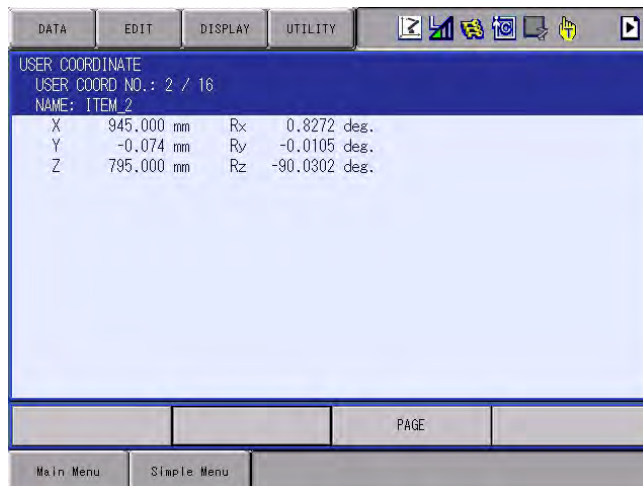 DATA EDIT DISPLAY UTILITY
USER COORDINATE
USER COORD NO.: 2 / 16
NAME: ITEM_2
X 945.000 mm Rx 0.8272 deg.
Y -0.074 mm Ry -0.0105 deg.
Z 795.000 mm Rz -90.0302 deg.
PAGE
Main Menu Simple Menu